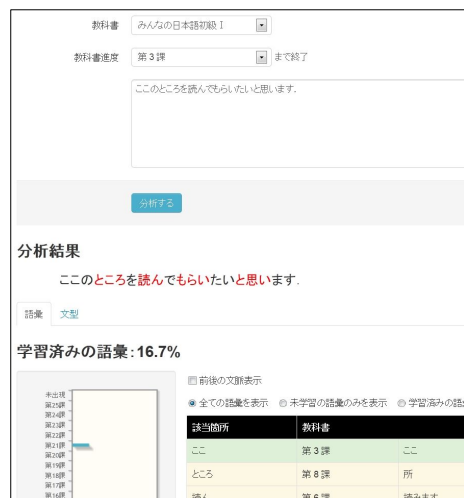 教科書 みんなの日本語初級 I
教科書進度 第 3 課 まで終了
ここのところを読んでもらいたいと思います.
分析する
分析結果
ここのところを読んでもらいたいと思います.
語彙 文型
学習済みの語彙:16.7%
前後の文脈表示
全ての語彙を表示 未学習の語彙のみを表示 学習済みの語
該当箇所 教科書
ここ 第 3 課 ここ
ところ 第 8 課 所
読ん 第 6 課 読みます
未出現
第25課
第24課
第23課
第22課
第21課
第20課
第19課
第18課
第17課
第16課